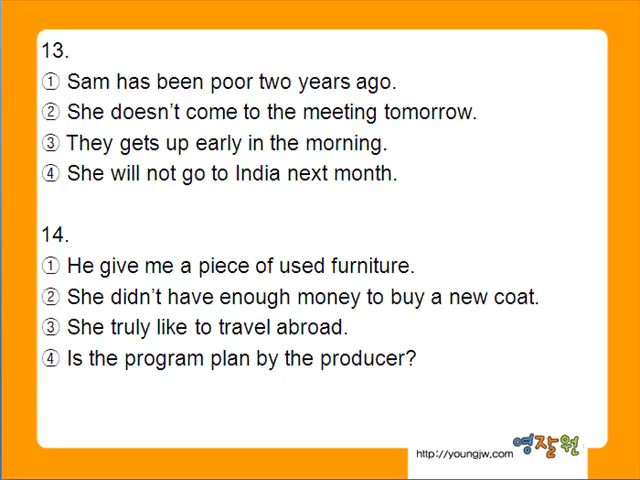 13.
① Sam has been poor two years ago.
② She doesn't come to the meeting tomorrow.
③ They gets up early in the morning.
④ She will not go to India next month.
14.
① He give me a piece of used furniture.
② She didn't have enough money to buy a new coat.
③ She truly like to travel abroad.
④ Is the program plan by the producer?
http://youngjw.com 영잘원